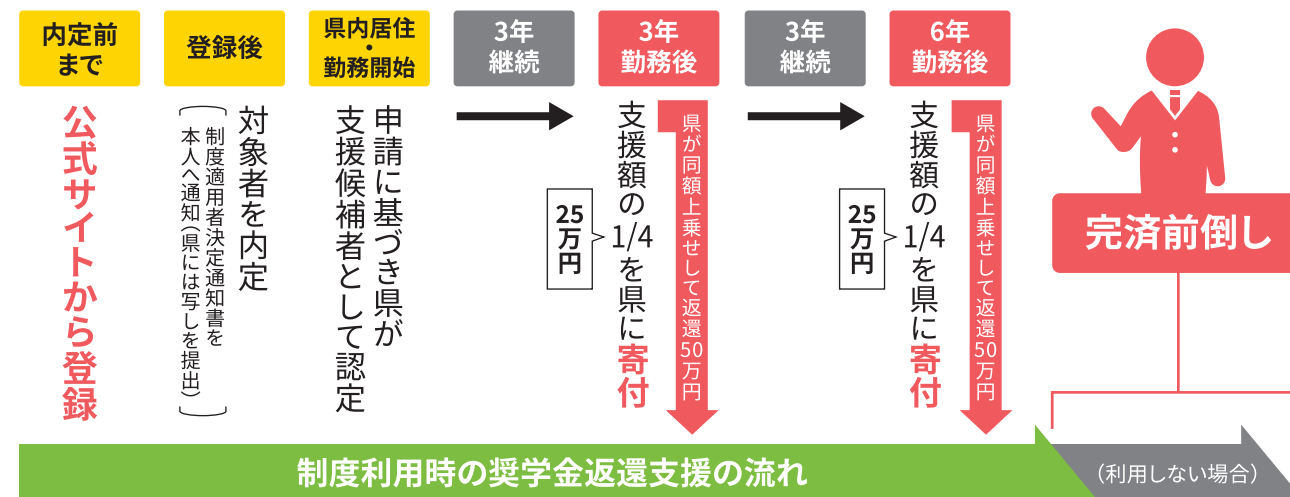 内定前
まで
公式サイトから登録
登録後
対象者を内定
制度適用者決定通知書を
本人へ通知(県には写しを提出)
県内居住
・
勤務開始
申請に基づき県が
支援候補者として認定
3年
継続
3年
勤務後
支援額の1/4を県に寄付
25
万
円
県が同額上乗せして返還50万円
3年
継続
6年
勤務後
支援額の1/4を県に寄付
25
万
円
県が同額上乗せして返還50万円
完済前倒し
制度利用時の奨学金返還支援の流れ
(利用しない場合)